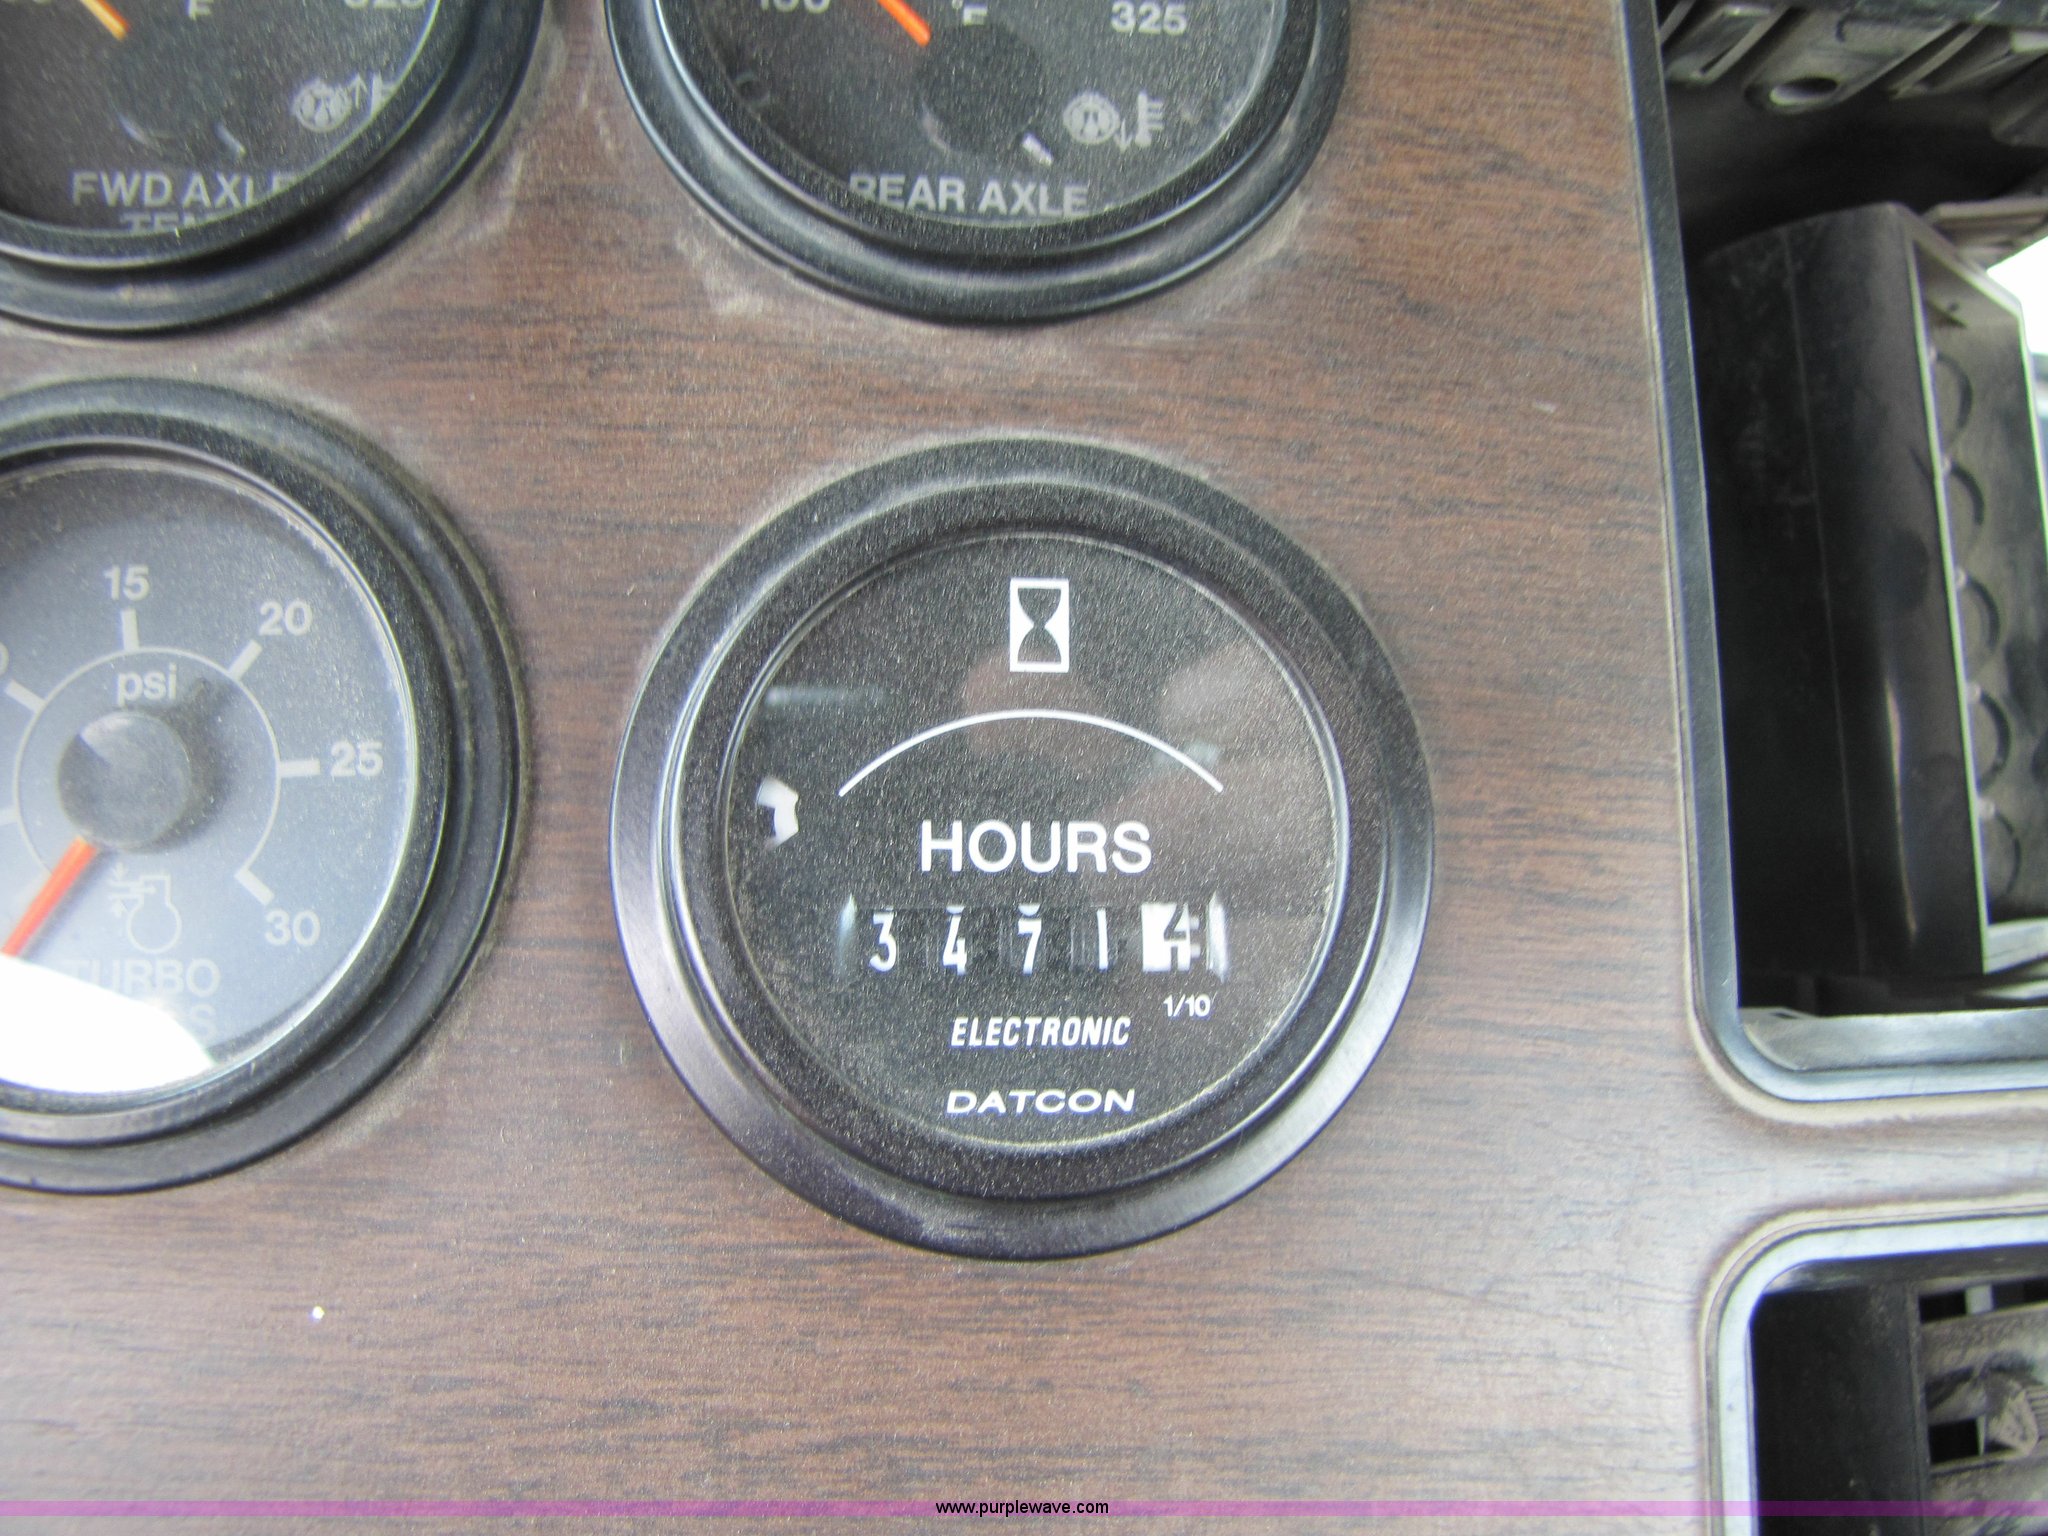 325
°F
325
FWD AXLE
REAR AXLE
15
20
psi
25
30
TURBO
HOURS
3 4 7 1 4
1/10
ELECTRONIC
DATCON
www.purplewave.com